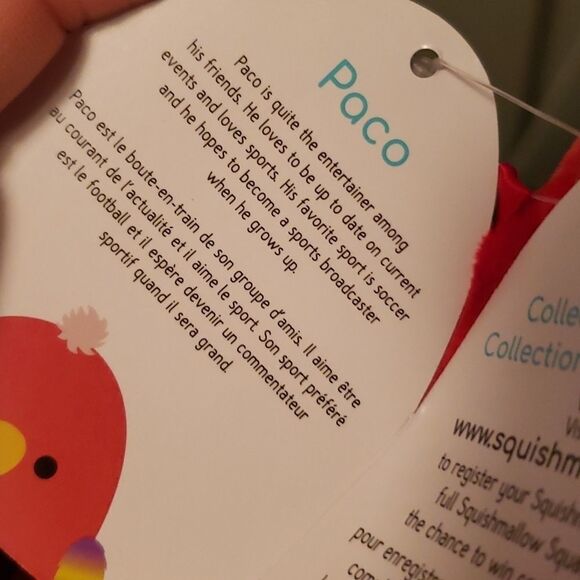 Paco
Paco is quite the entertainer among
his friends. He loves to be up to date on current
events and loves sports. His favorite sport is soccer
and he hopes to become a sports broadcaster
when he grows up.
Paco est le boute-en-train de son groupe d'amis. Il aime être
au courant de l'actualité et il aime le sport. Son sport préféré
est le football et il espère devenir un commentateur
sportif quand il sera grand.
Colle
Collection
www.squishm
to register your Squish
full Squishmallow Squ
the chance to win
pour enregist